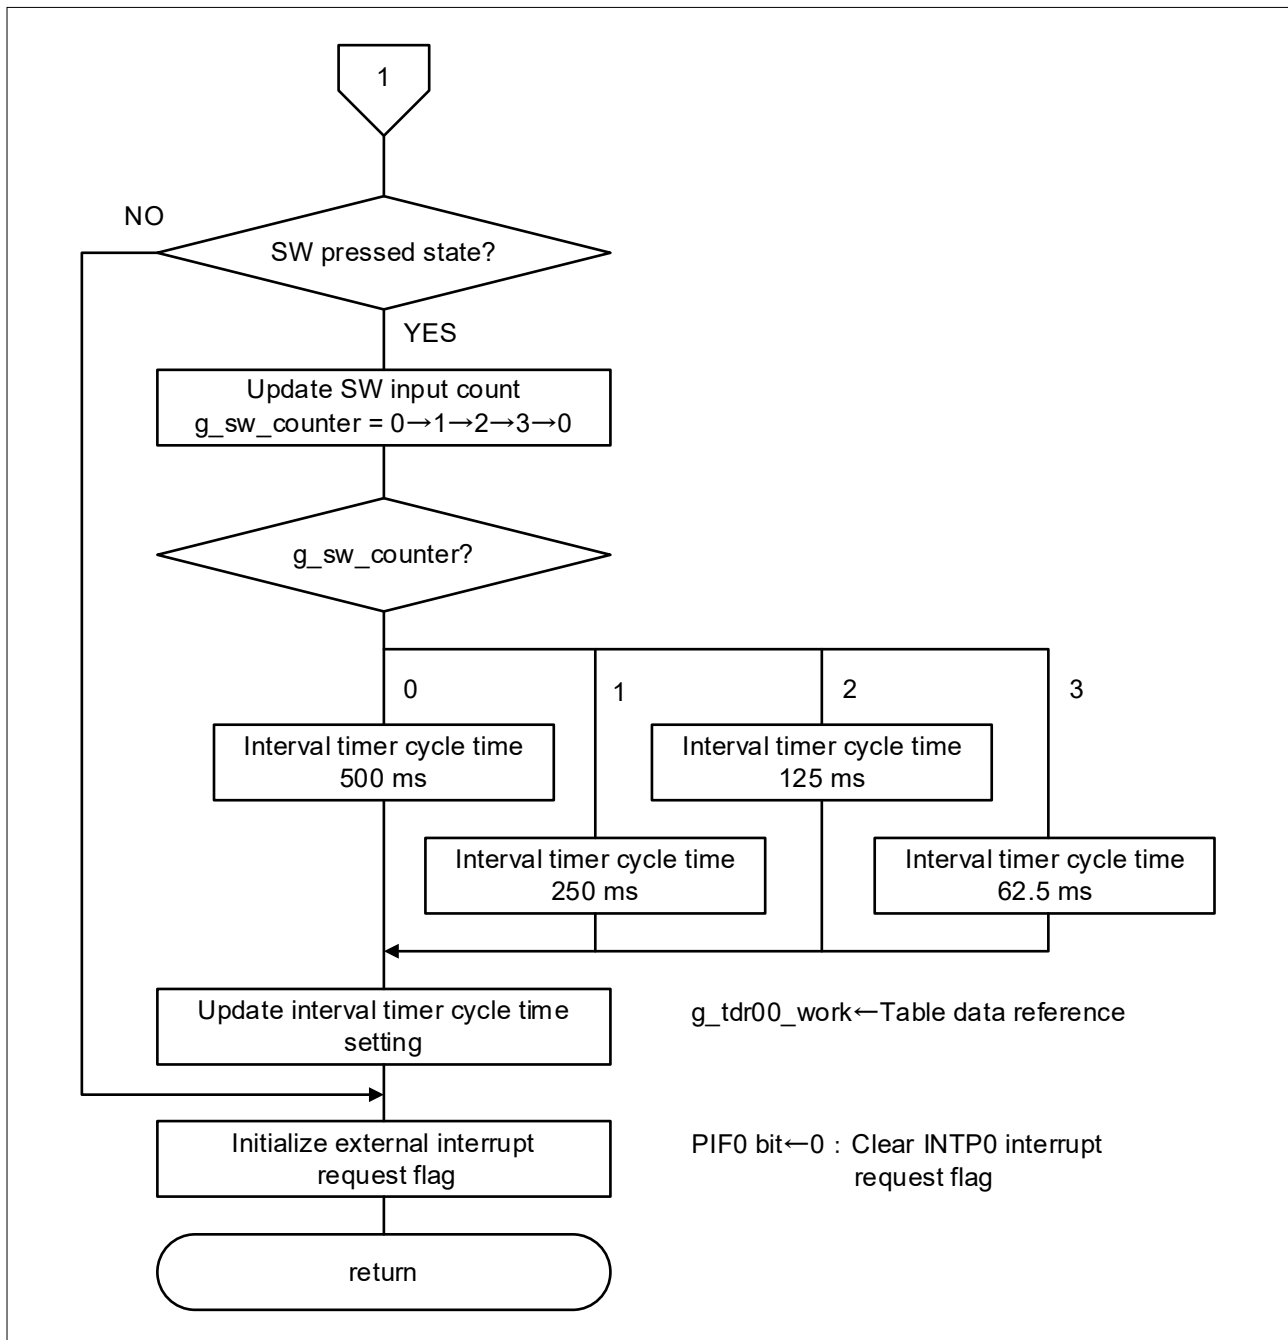 1
NO
SW pressed state?
YES
Update SW input count
g_sw_counter = 0→1→2→3→0
g_sw_counter?
0
1
2
3
Interval timer cycle time
500 ms
Interval timer cycle time
125 ms
Interval timer cycle time
250 ms
Interval timer cycle time
62.5 ms
Update interval timer cycle time
setting
g_tdr00_work←Table data reference
Initialize external interrupt
request flag
PIF0 bit←0 : Clear INTP0 interrupt
request flag
return